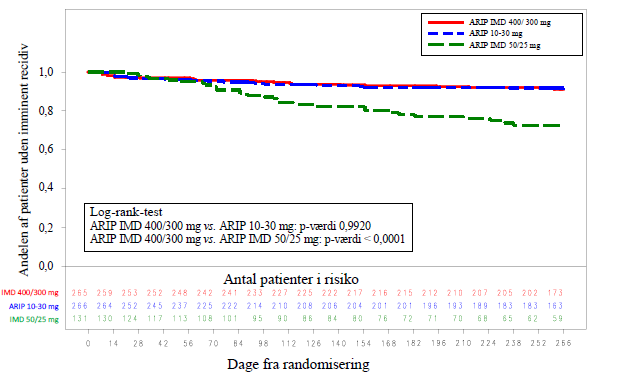 ARIP IMD 400/ 300 mg
ARIP 10-30 mg
ARIP IMD 50/25 mg
Andelen af patienter uden imminent recidiv
1,0
0,8
0,6
0,4
0,2
0,0
Log-rank-test
ARIP IMD 400/300 mg vs. ARIP 10-30 mg: p-værdi 0,9920
ARIP IMD 400/300 mg vs. ARIP IMD 50/25 mg: p-værdi < 0,0001
Antal patienter i risiko
IMD 400/300 mg 265 259 253 252 248 242 241 233 227 225 222 217 216 215 212 210 207 205 202 173
ARIP 10-30 mg 266 264 252 245 237 225 222 214 210 208 206 204 201 201 196 193 189 183 183 163
IMD 50/25 mg 131 130 124 117 113 108 101 95 90 86 84 80 76 72 71 70 68 65 62 59
0 14 28 42 56 70 84 98 112 126 140 154 168 182 196 210 224 238 252 266
Dage fra randomisering